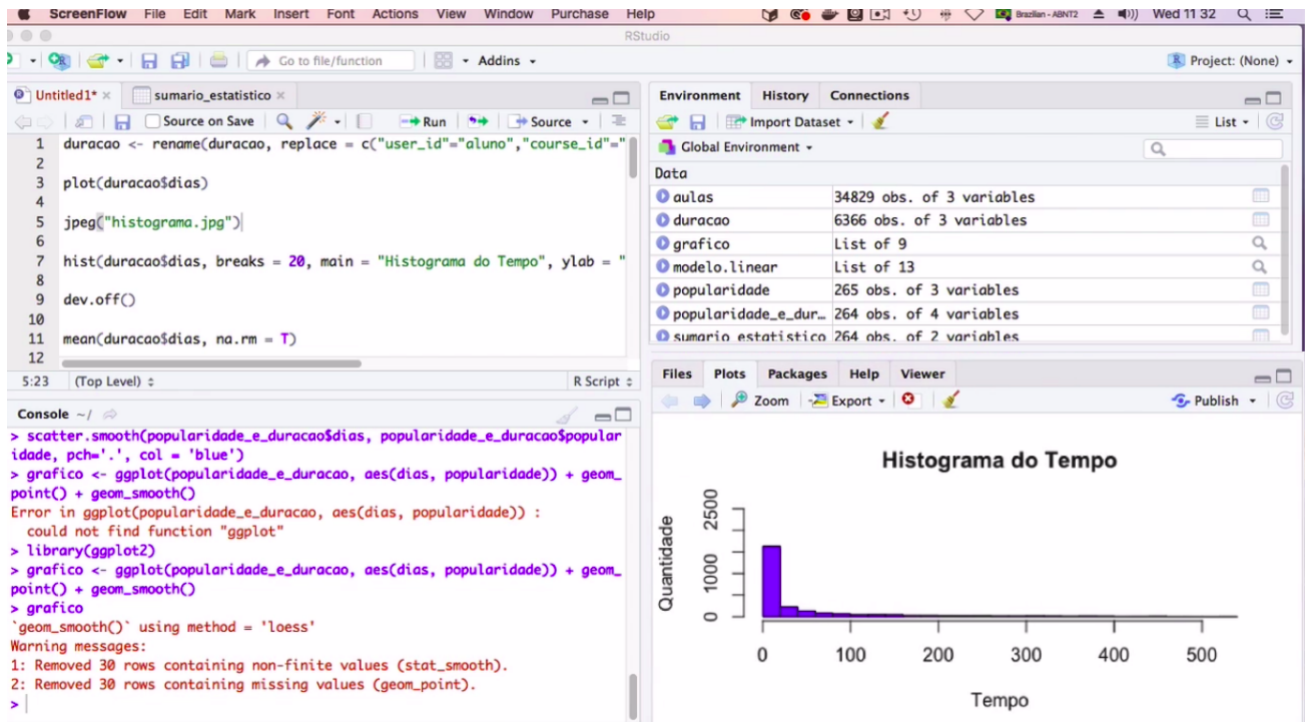 ScreenFlow File Edit Mark Insert Font Actions View Window Purchase Help Brazilian - ABNT2 Wed 11 32
RStudio
Go to file/function Addins Project: (None)
Untitled1* sumario_estatistico
Source on Save Run Source
1 duracao <- rename(duracao, replace = c("user_id"="aluno","course_id"="
2
3 plot(duracao$dias)
4
5 jpeg("histograma.jpg")
6
7 hist(duracao$dias, breaks = 20, main = "Histograma do Tempo", ylab = "
8
9 dev.off()
10
11 mean(duracao$dias, na.rm = T)
12
5:23 (Top Level) R Script
Console ~/
> scatter.smooth(popularidade_e_duracao$dias, popularidade_e_duracao$popular
idade, pch='.', col = 'blue')
> grafico <- ggplot(popularidade_e_duracao, aes(dias, popularidade)) + geom_
point() + geom_smooth()
Error in ggplot(popularidade_e_duracao, aes(dias, popularidade)) :
could not find function "ggplot"
> library(ggplot2)
> grafico <- ggplot(popularidade_e_duracao, aes(dias, popularidade)) + geom_
point() + geom_smooth()
> grafico
`geom_smooth()` using method = 'loess'
Warning messages:
1: Removed 30 rows containing non-finite values (stat_smooth).
2: Removed 30 rows containing missing values (geom_point).
>
Environment History Connections
Import Dataset List
Global Environment
Data
aulas 34829 obs. of 3 variables
duracao 6366 obs. of 3 variables
grafico List of 9
modelo.linear List of 13
popularidade 265 obs. of 3 variables
popularidade_e_dur… 264 obs. of 4 variables
sumario_estatistico 264 obs. of 2 variables
Files Plots Packages Help Viewer
Zoom Export Publish
Histograma do Tempo
Quantidade
2500
1000
0
0 100 200 300 400 500
Tempo